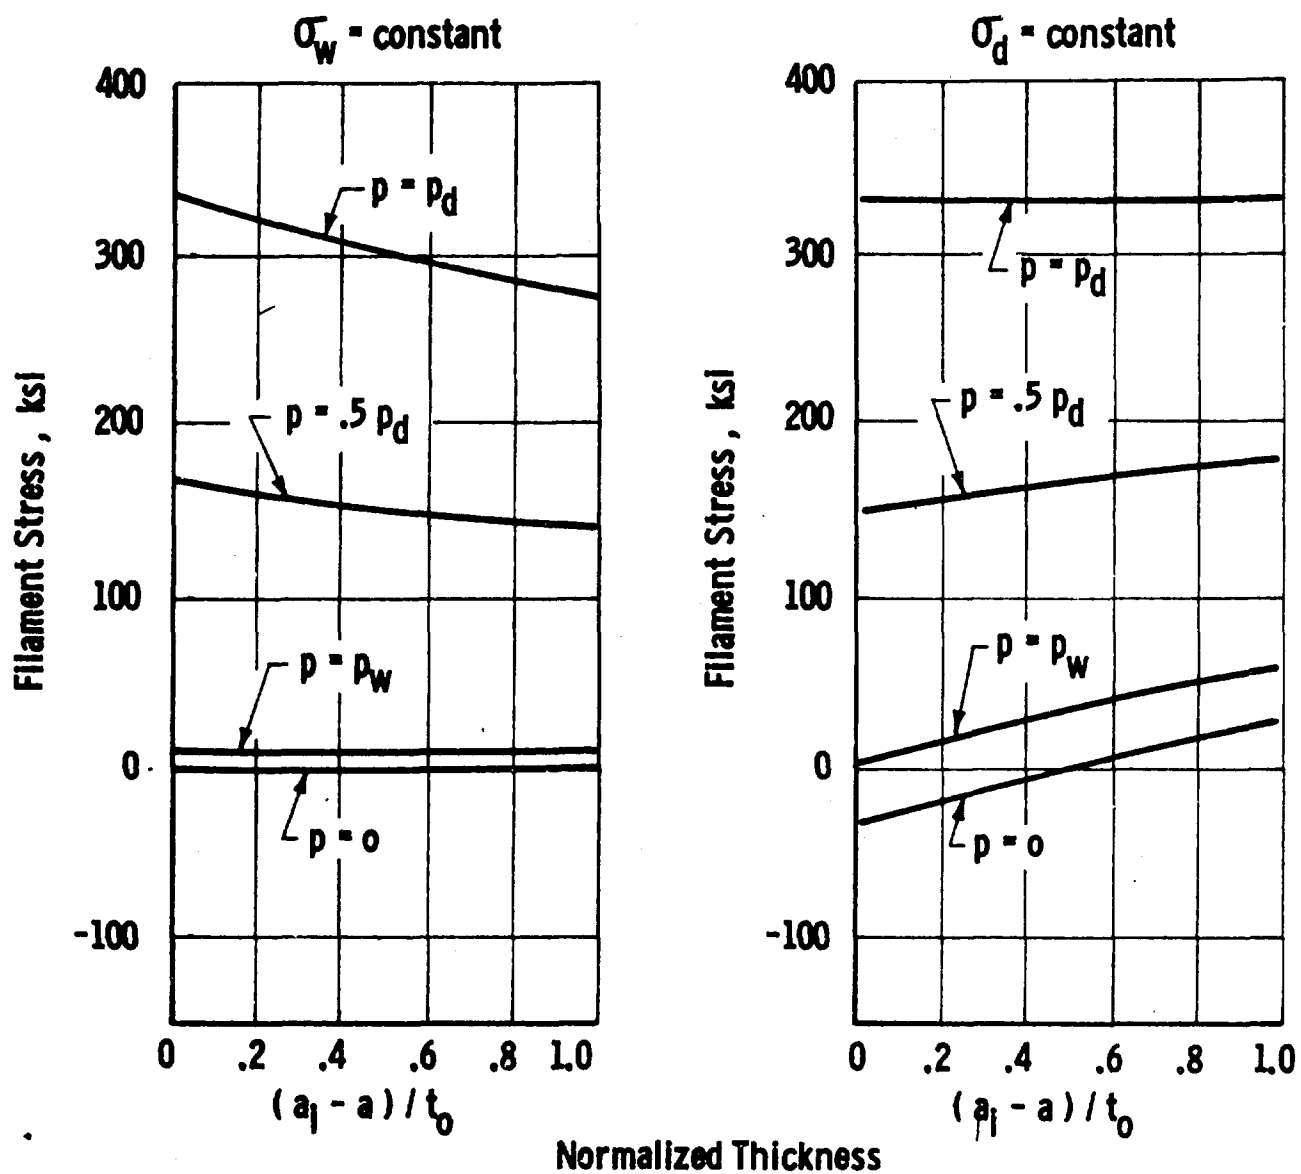 σw = constant
400
300
200
100
0
-100
Filament Stress, ksi
p = pd
p = .5 pd
p = pw
p = o
0 .2 .4 .6 .8 1.0
(ai - a) / to
σd = constant
400
300
200
100
0
-100
Filament Stress, ksi
p = pd
p = .5 pd
p = pw
p = o
0 .2 .4 .6 .8 1.0
(ai - a) / to
Normalized Thickness